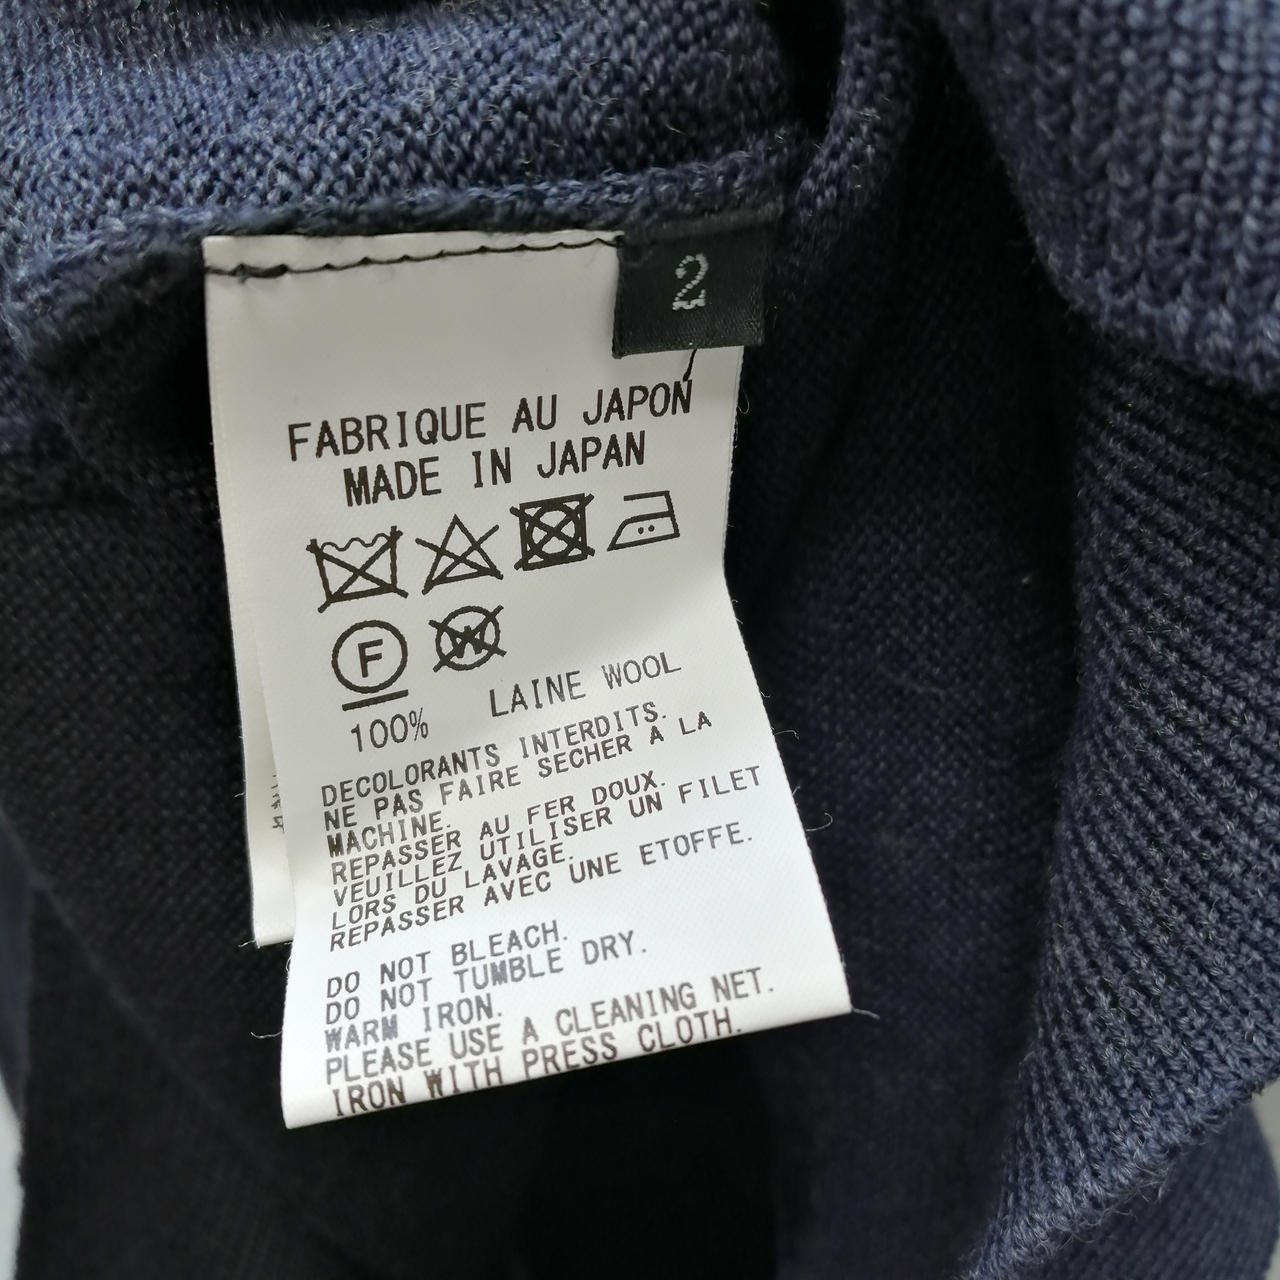 2
FABRIQUE AU JAPON
MADE IN JAPAN
F
W
100% LAINE WOOL
DECOLORANTS INTERDITS.
NE PAS FAIRE SECHER A LA
MACHINE.
REPASSER AU FER DOUX.
VEUILLEZ UTILISER UN FILET
LORS DU LAVAGE.
REPASSER AVEC UNE ETOFFE.
DO NOT BLEACH.
DO NOT TUMBLE DRY.
WARM IRON.
PLEASE USE A CLEANING NET.
IRON WITH PRESS CLOTH.